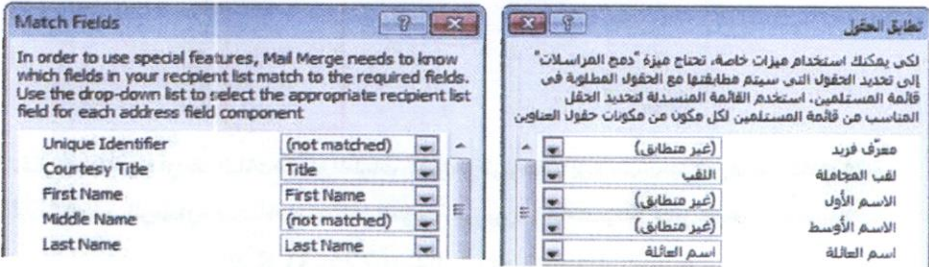 Match Fields
In order to use special features, Mail Merge needs to know
which fields in your recipient list match to the required fields.
Use the drop-down list to select the appropriate recipient list
field for each address field component
Unique Identifier (not matched)
Courtesy Title Title
First Name First Name
Middle Name (not matched)
Last Name Last Name
تطابق الحقول
لكي يمكنك استخدام ميزات خاصة، تحتاج ميزة "دمج المراسلات"
إلى تحديد الحقول التي سيتم مطابقتها مع الحقول المطلوبة في
قائمة المستلمين. استخدم القائمة المنسدلة لتحديد الحقل
المناسب من قائمة المستلمين لكل مكون من مكونات حقول العناوين
معرّف فريد (غير متطابق)
لقب المجاملة اللقب
الاسم الأول (غير متطابق)
الاسم الأوسط (غير متطابق)
اسم العائلة اسم العائلة